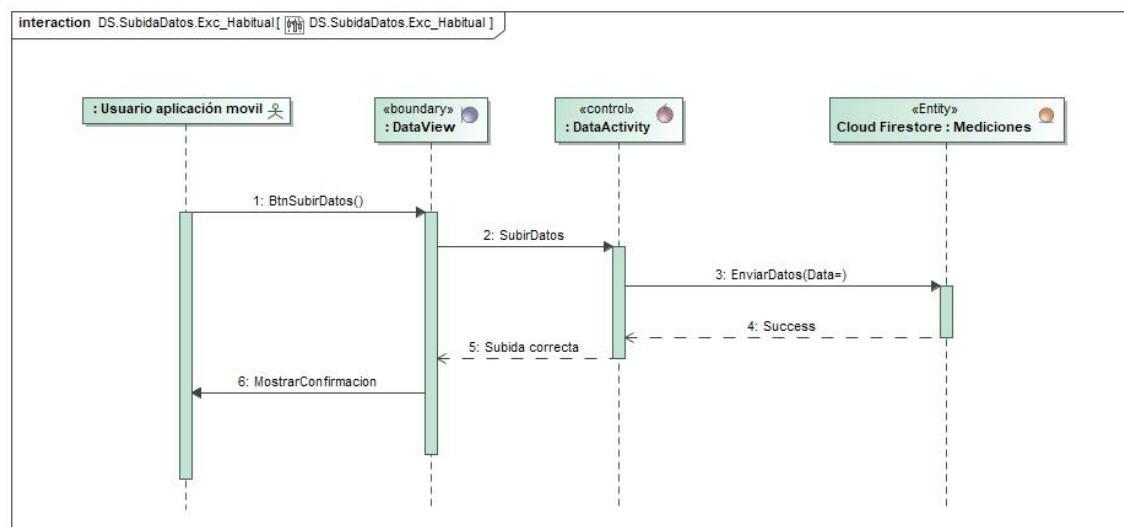 interaction DS.SubidaDatos.Exc_Habitual[ DS.SubidaDatos.Exc_Habitual ]
: Usuario aplicación movil
«boundary»
: DataView
«control»
: DataActivity
«Entity»
Cloud Firestore : Mediciones
1: BtnSubirDatos()
2: SubirDatos
3: EnviarDatos(Data=)
4: Success
5: Subida correcta
6: MostrarConfirmacion